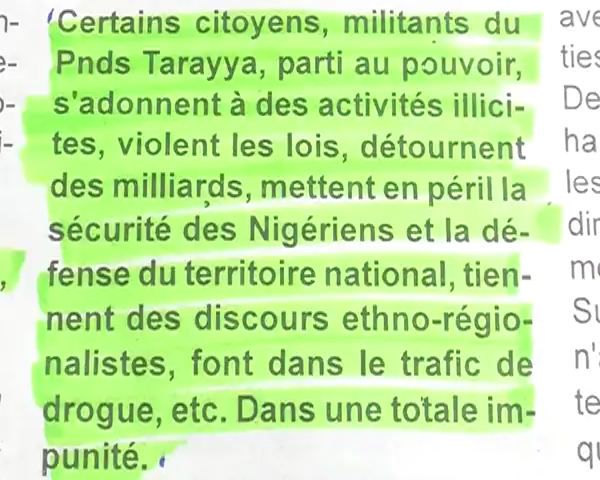 Certains citoyens, militants du
Pnds Tarayya, parti au pouvoir,
s'adonnent à des activités illici-
tes, violent les lois, détournent
des milliards, mettent en péril la
sécurité des Nigériens et la dé-
fense du territoire national, tien-
nent des discours ethno-régio-
nalistes, font dans le trafic de
drogue, etc. Dans une totale im-
punité.